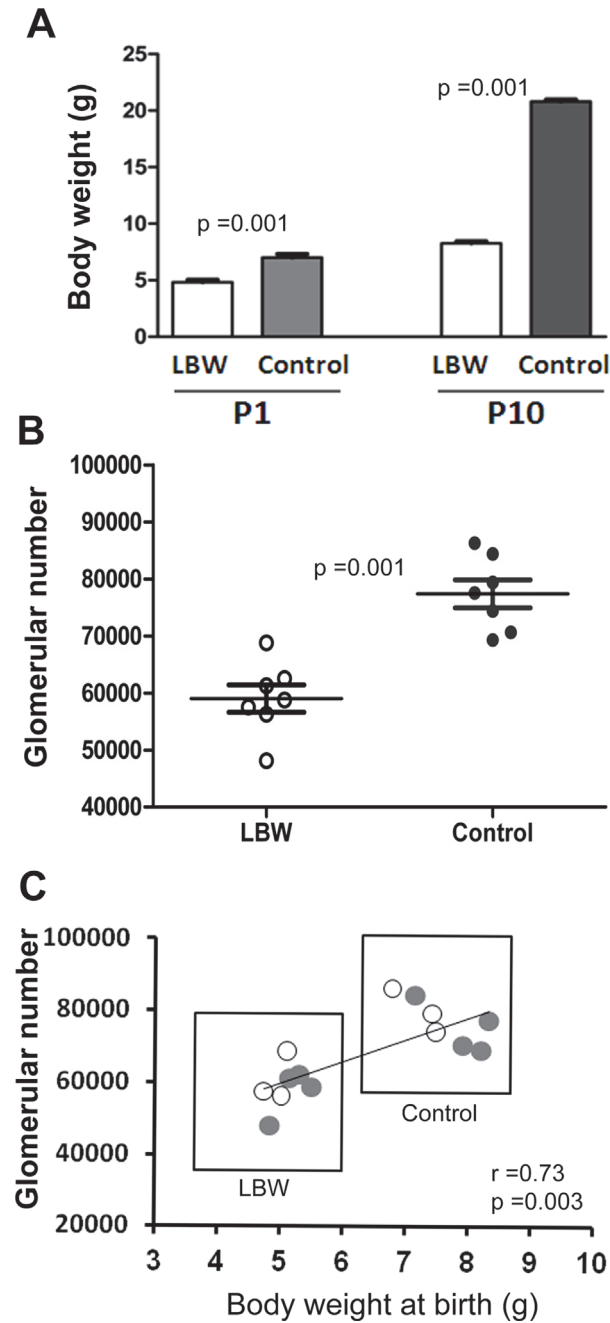 A
Body weight (g)
25
20
15
10
5
0
p =0.001
p =0.001
LBW Control LBW Control
P1 P10
B
Glomerular number
100000
90000
80000
70000
60000
50000
40000
p =0.001
LBW Control
C
Glomerular number
100000
80000
60000
40000
20000
LBW
Control
r =0.73
p =0.003
3 4 5 6 7 8 9 10
Body weight at birth (g)